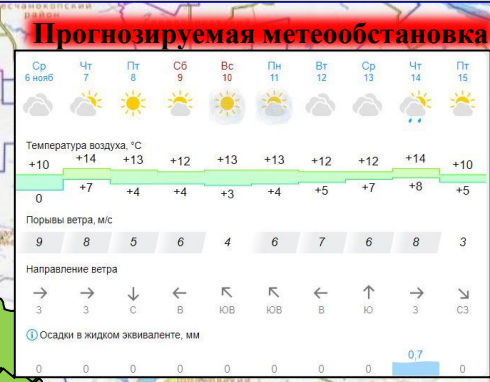 район
Прогнозируемая метеообстановка
Ср Чт Пт Сб Вс Пн Вт Ср Чт Пт
6 нояб 7 8 9 10 11 12 13 14 15
Температура воздуха, °C
+10 +14 +13 +12 +13 +13 +12 +12 +14 +10
0 +7 +4 +4 +3 +4 +5 +7 +8 +5
Порывы ветра, м/с
9 8 5 6 4 6 7 6 8 3
Направление ветра
→ → ↓ ← ↖ ↖ ← ↑ → ↘
З З С В ЮВ ЮВ В Ю З СЗ
Осадки в жидком эквиваленте, мм
0 0 0 0 0 0 0 0 0,7 0